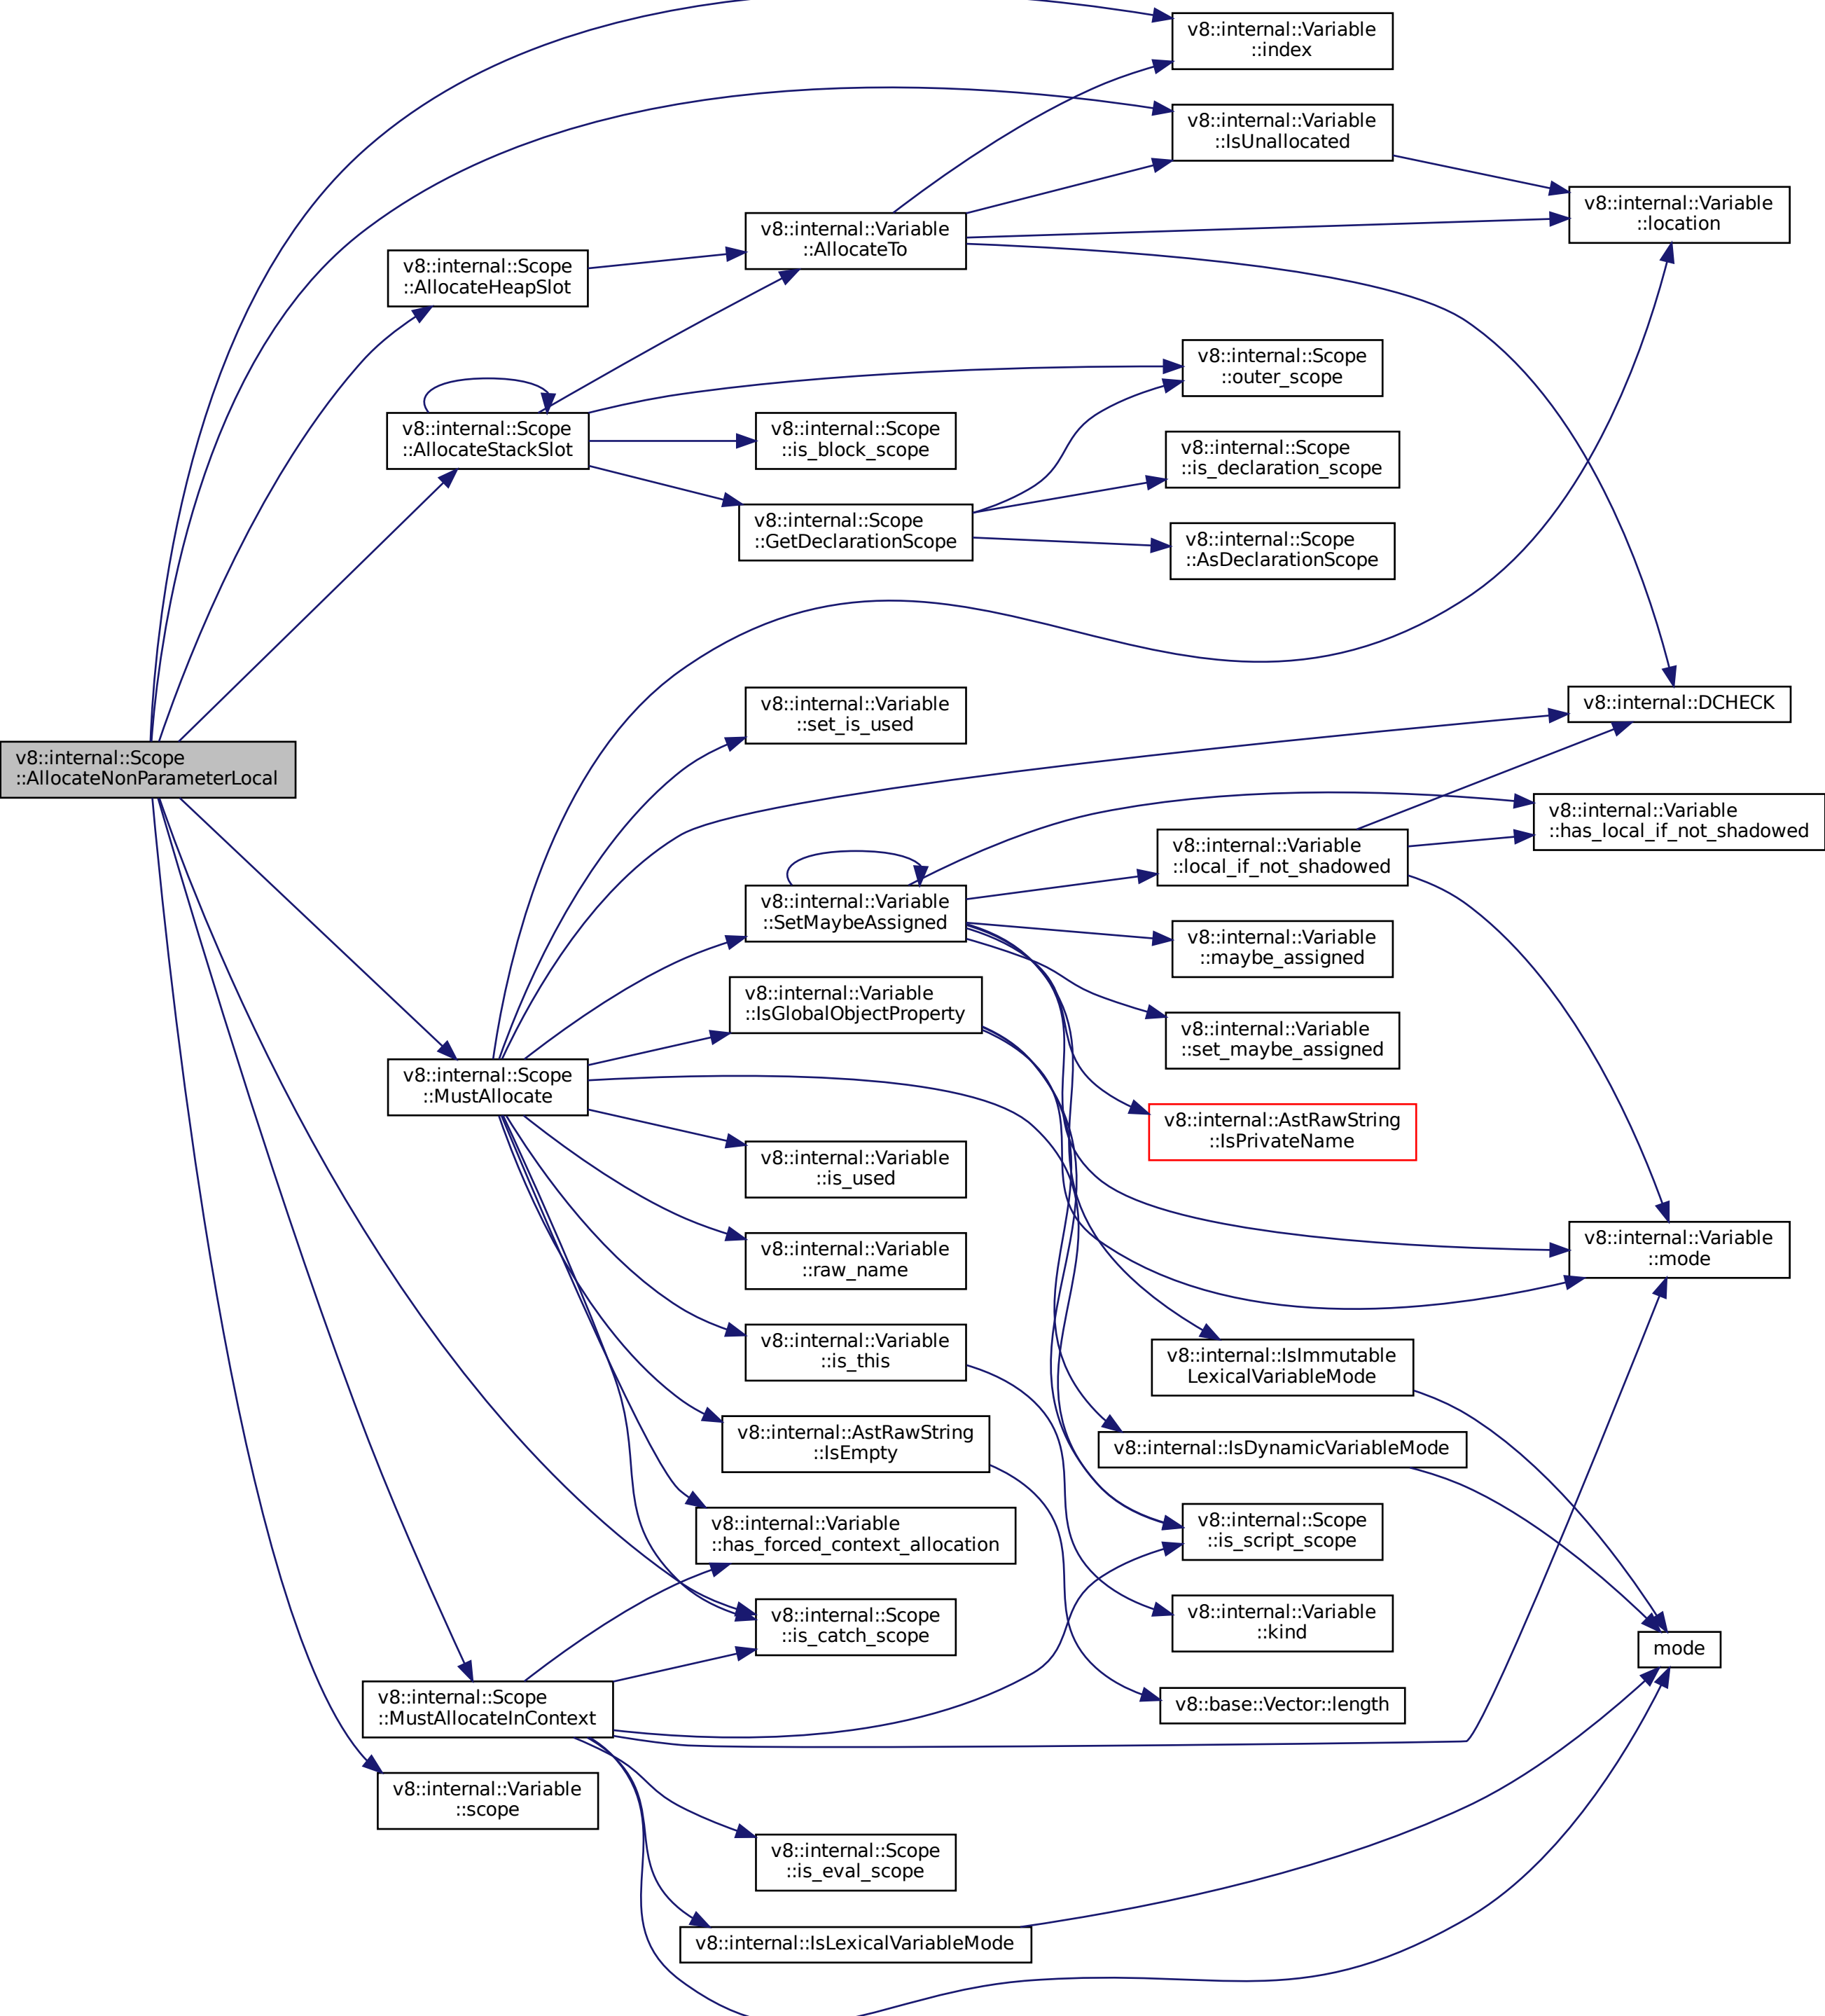 v8::internal::Variable
::index
v8::internal::Variable
::IsUnallocated
v8::internal::Variable
::location
v8::internal::Variable
::AllocateTo
v8::internal::Scope
::AllocateHeapSlot
v8::internal::Scope
::outer_scope
v8::internal::Scope
::AllocateStackSlot
v8::internal::Scope
::is_block_scope
v8::internal::Scope
::is_declaration_scope
v8::internal::Scope
::GetDeclarationScope
v8::internal::Scope
::AsDeclarationScope
v8::internal::Variable
::set_is_used
v8::internal::DCHECK
v8::internal::Scope
::AllocateNonParameterLocal
v8::internal::Variable
::has_local_if_not_shadowed
v8::internal::Variable
::local_if_not_shadowed
v8::internal::Variable
::SetMaybeAssigned
v8::internal::Variable
::maybe_assigned
v8::internal::Variable
::IsGlobalObjectProperty
v8::internal::Variable
::set_maybe_assigned
v8::internal::Scope
::MustAllocate
v8::internal::AstRawString
::IsPrivateName
v8::internal::Variable
::is_used
v8::internal::Variable
::raw_name
v8::internal::Variable
::mode
v8::internal::Variable
::is_this
v8::internal::IsImmutable
LexicalVariableMode
v8::internal::AstRawString
::IsEmpty
v8::internal::IsDynamicVariableMode
v8::internal::Variable
::has_forced_context_allocation
v8::internal::Scope
::is_script_scope
v8::internal::Scope
::is_catch_scope
v8::internal::Variable
::kind
mode
v8::internal::Scope
::MustAllocateInContext
v8::base::Vector::length
v8::internal::Variable
::scope
v8::internal::Scope
::is_eval_scope
v8::internal::IsLexicalVariableMode